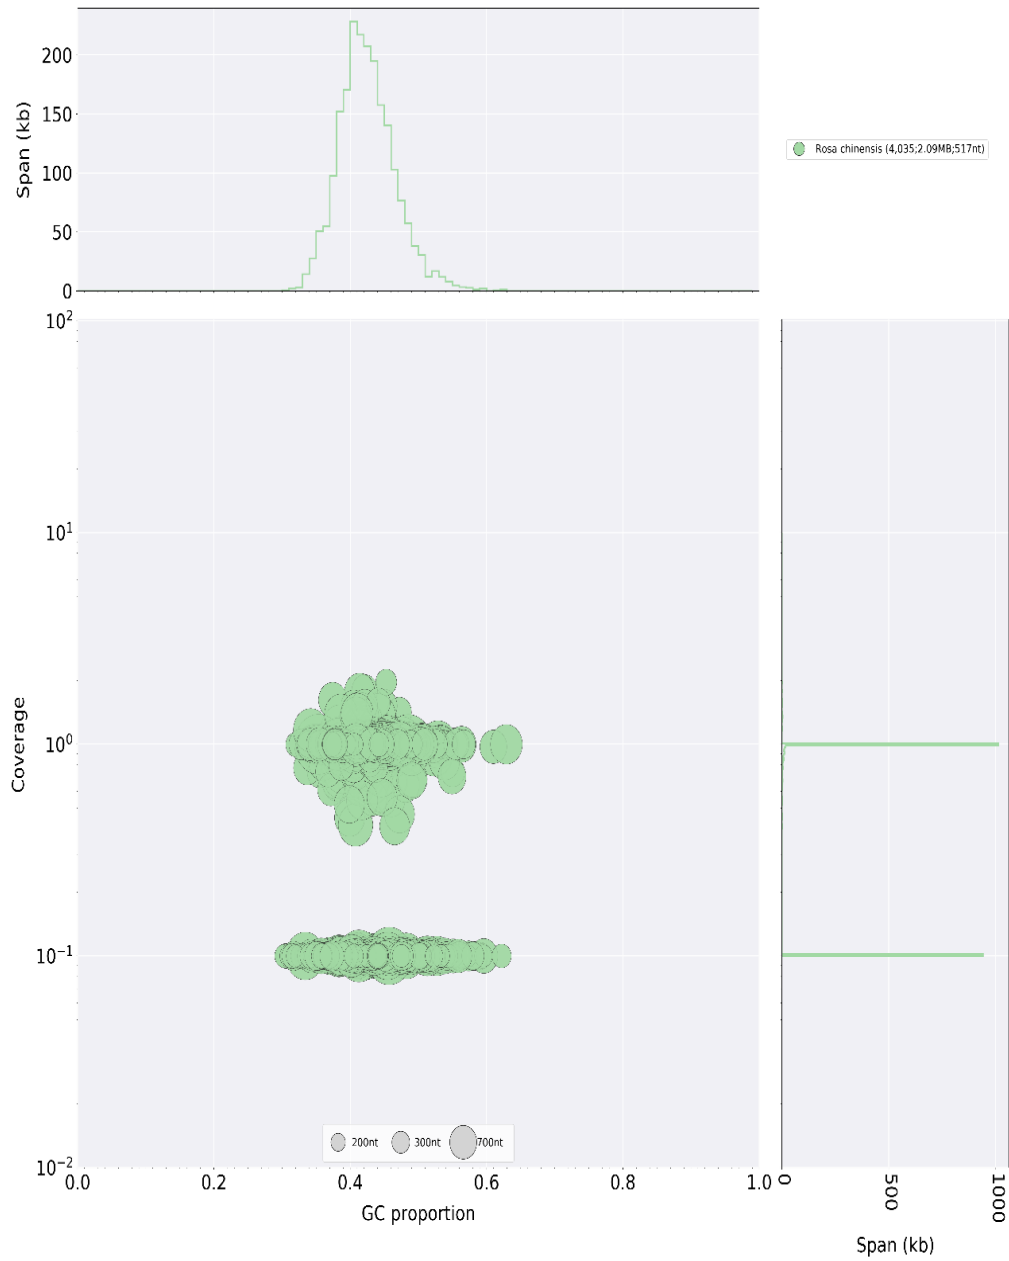 200
150
100
50
0
Span (kb)
Rosa chinensis (4,035;2.09MB;517nt)
10²
10¹
10⁰
10⁻¹
10⁻²
Coverage
200nt 300nt 700nt
0.0 0.2 0.4 0.6 0.8 1.0
GC proportion
0 500 1000
Span (kb)